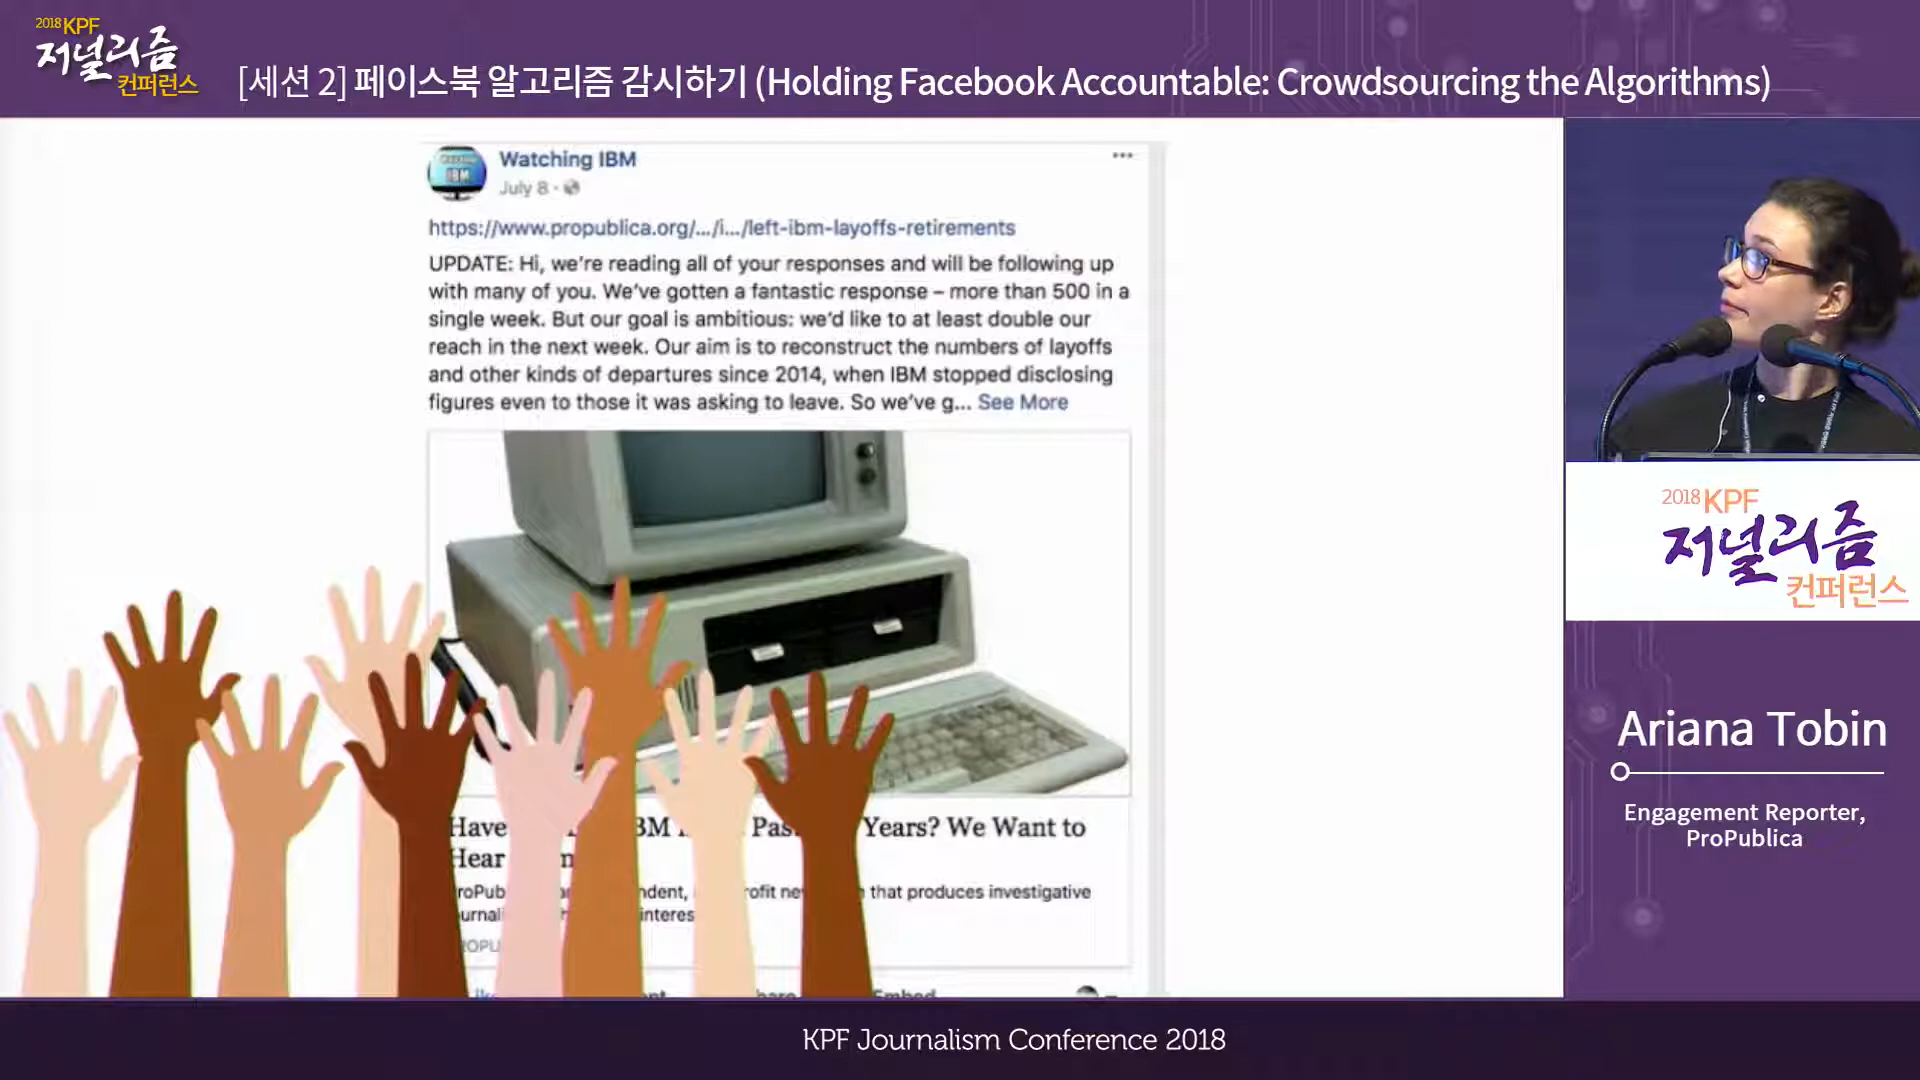 2018 KPF
저널리즘
컨퍼런스
[세션 2] 페이스북 알고리즘 감시하기 (Holding Facebook Accountable: Crowdsourcing the Algorithms)
Watching IBM
July 8 ·
https://www.propublica.org/.../i.../left-ibm-layoffs-retirements
UPDATE: Hi, we're reading all of your responses and will be following up
with many of you. We've gotten a fantastic response – more than 500 in a
single week. But our goal is ambitious: we'd like to at least double our
reach in the next week. Our aim is to reconstruct the numbers of layoffs
and other kinds of departures since 2014, when IBM stopped disclosing
figures even to those it was asking to leave. So we've g... See More
Have Years? We Want to
Hear
that produces investigative
2018 KPF
저널리즘
컨퍼런스
Ariana Tobin
Engagement Reporter,
ProPublica
KPF Journalism Conference 2018